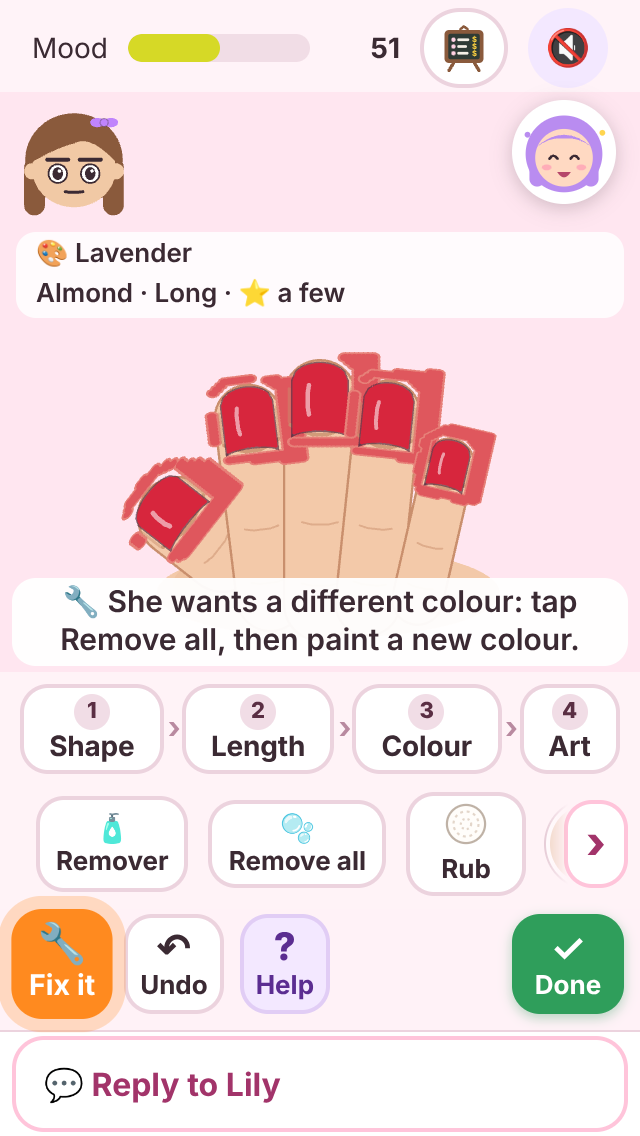 Mood
51
🎨 Lavender
Almond · Long · ⭐ a few
🔧 She wants a different colour: tap
Remove all, then paint a new colour.
1
Shape
›
2
Length
›
3
Colour
›
4
Art
Remover
Remove all
Rub
›
Fix it
Undo
?
Help
✓
Done
💬 Reply to Lily